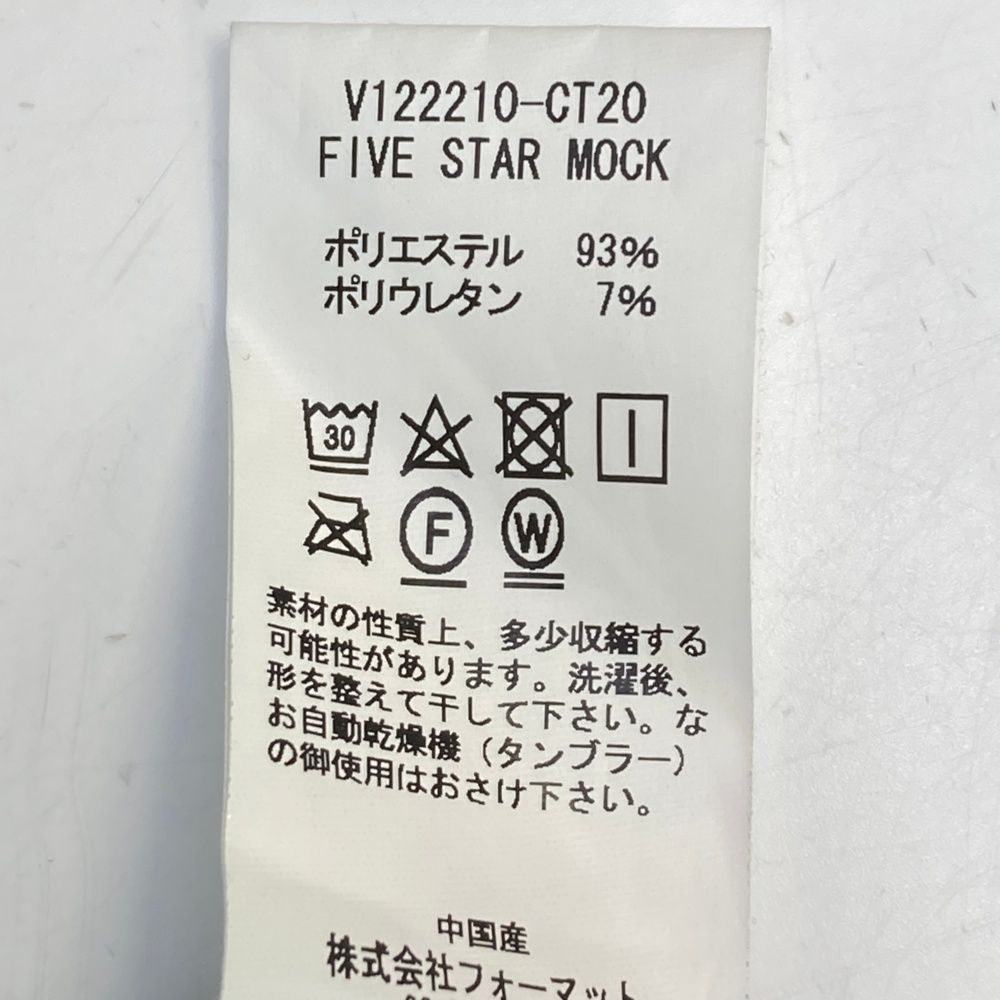 V122210-CT20
FIVE STAR MOCK
ポリエステル 93%
ポリウレタン 7%
30
F W
素材の性質上、多少収縮する
可能性があります。洗濯後、
形を整えて干して下さい。な
お自動乾燥機（タンブラー）
の御使用はおさけ下さい。
中国産
株式会社フォーマット